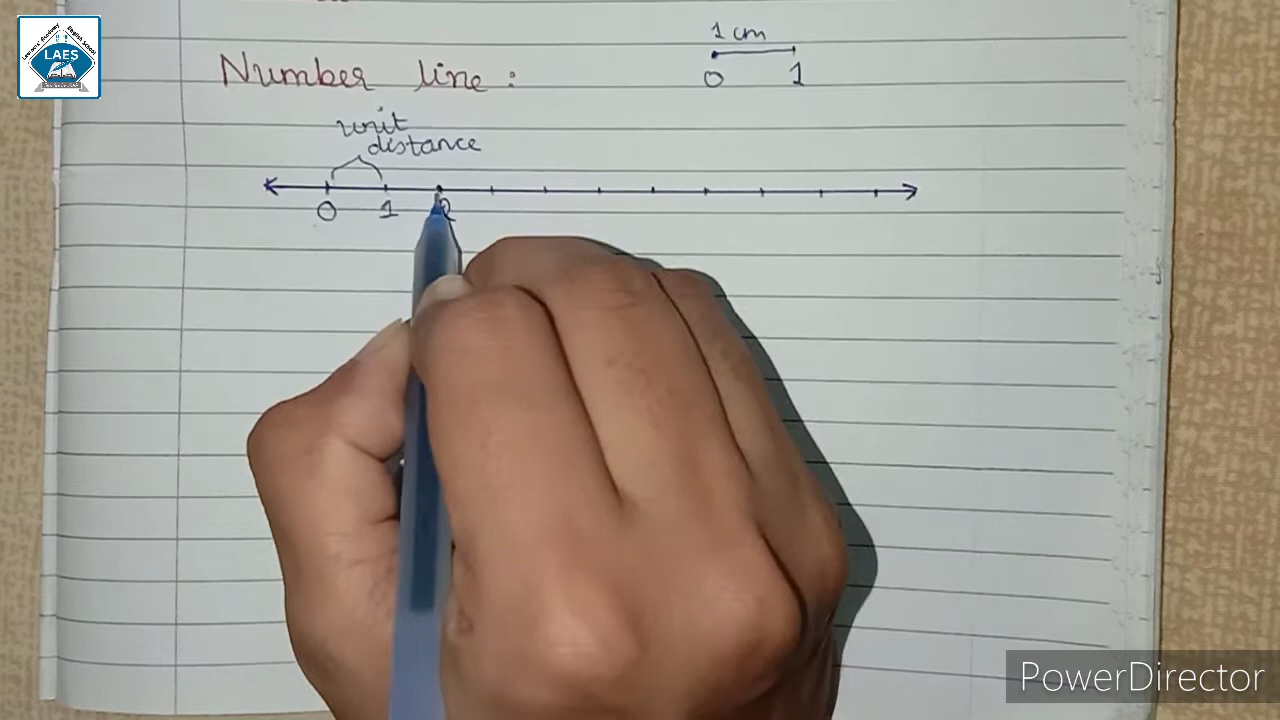 LAES
1 cm
Number line:
0 1
unit
distance
0 1 2
PowerDirector